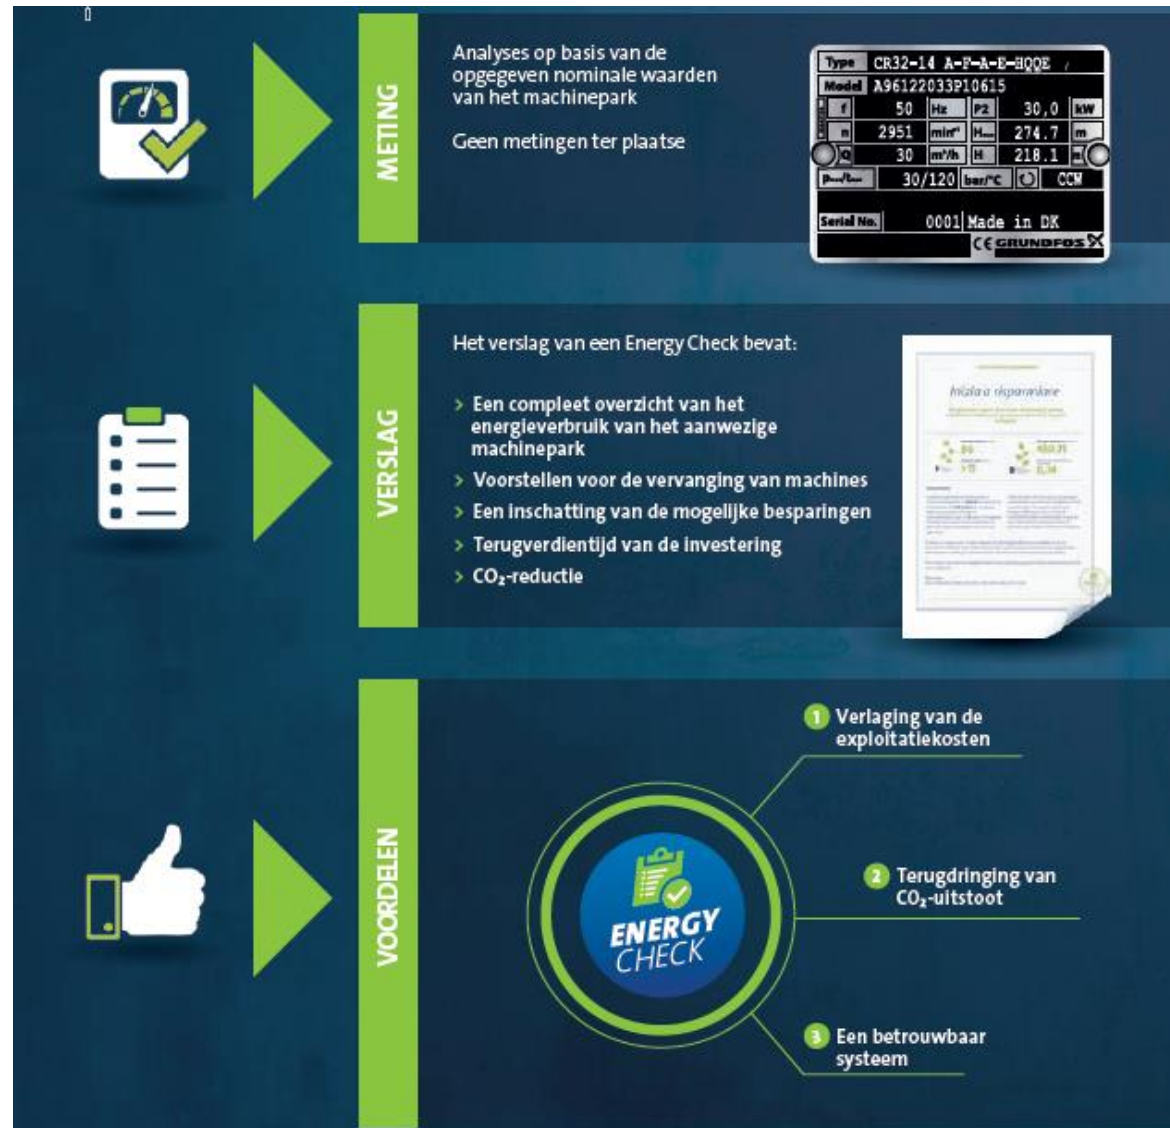 METING
Analyses op basis van de
opgegeven nominale waarden
van het machinepark
Geen metingen ter plaatse
Type CR32-14 A-F-A-E-HQQE
Model A96122033P10615
f 50 Hz P2 30,0 kW
n 2951 min⁻¹ 274.7 m
Q 30 m³/h H 218.1 m
30/120 bar/°C CCW
Serial No. 0001 Made in DK
CE GRUNDFOS
VERSLAG
Het verslag van een Energy Check bevat:
> Een compleet overzicht van het
energieverbruik van het aanwezige
machinepark
> Voorstellen voor de vervanging van machines
> Een inschatting van de mogelijke besparingen
> Terugverdientijd van de investering
> CO₂-reductie
Inizia a risparmiare
VOORDELEN
ENERGY
CHECK
1 Verlaging van de
exploitatiekosten
2 Terugdringing van
CO₂-uitstoot
3 Een betrouwbaar
systeem